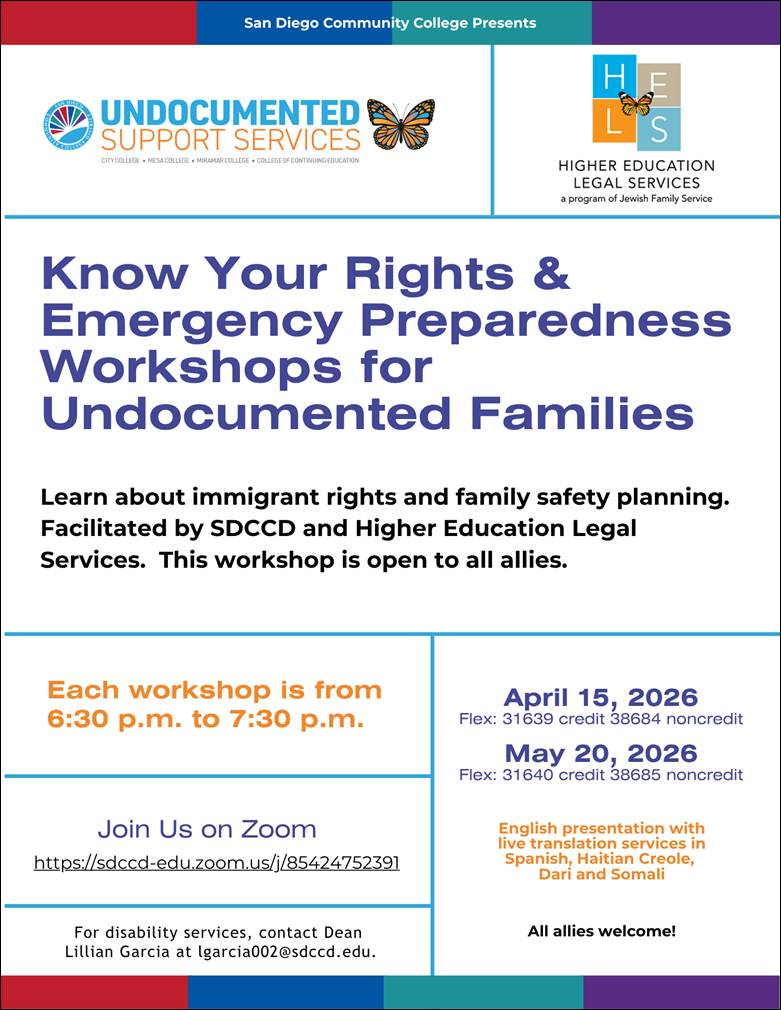 San Diego Community College Presents
UNDOCUMENTED
SUPPORT SERVICES
CITY COLLEGE • MESA COLLEGE • MIRAMAR COLLEGE • COLLEGE OF CONTINUING EDUCATION
H E
L S
HIGHER EDUCATION
LEGAL SERVICES
a program of Jewish Family Service
Know Your Rights &
Emergency Preparedness
Workshops for
Undocumented Families
Learn about immigrant rights and family safety planning.
Facilitated by SDCCD and Higher Education Legal
Services.  This workshop is open to all allies.
Each workshop is from
6:30 p.m. to 7:30 p.m.
Join Us on Zoom
https://sdccd-edu.zoom.us/j/85424752391
For disability services, contact Dean
Lillian Garcia at lgarcia002@sdccd.edu.
April 15, 2026
Flex: 31639 credit 38684 noncredit
May 20, 2026
Flex: 31640 credit 38685 noncredit
English presentation with
live translation services in
Spanish, Haitian Creole,
Dari and Somali
All allies welcome!